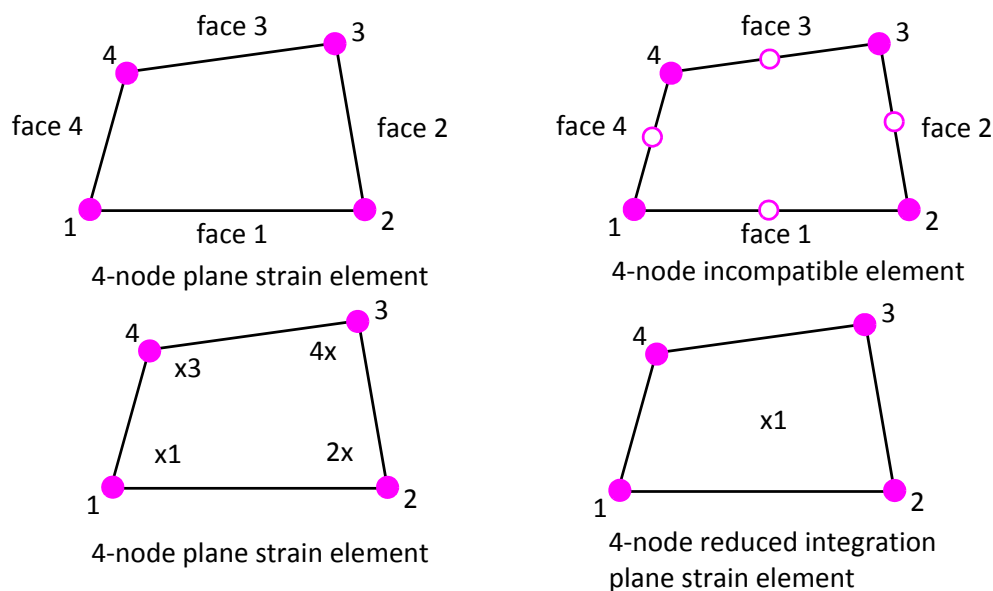 face 3
4
3
face 4
face 2
1
face 1
2
4-node plane strain element
face 3
4
3
face 4
face 2
1
face 1
2
4-node incompatible element
4
3
x3
4x
x1
2x
1
2
4-node plane strain element
4
3
x1
1
2
4-node reduced integration
plane strain element